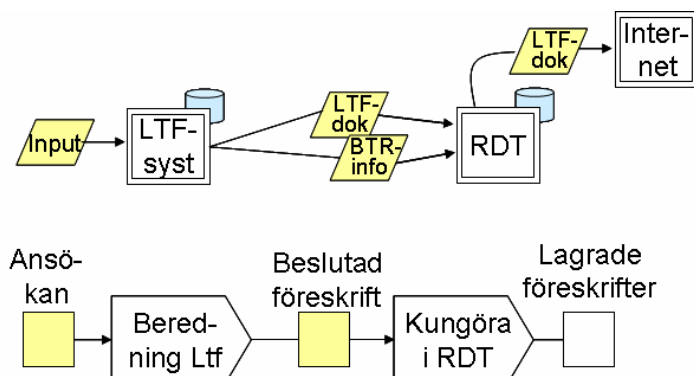 LTF-
dok
Inter-
net
Input
LTF-
syst
LTF-
dok
BTR-
info
RDT
Ansö-
kan
Bered-
ning Ltf
Beslutad
föreskrift
Kungöra
i RDT
Lagrade
föreskrifter